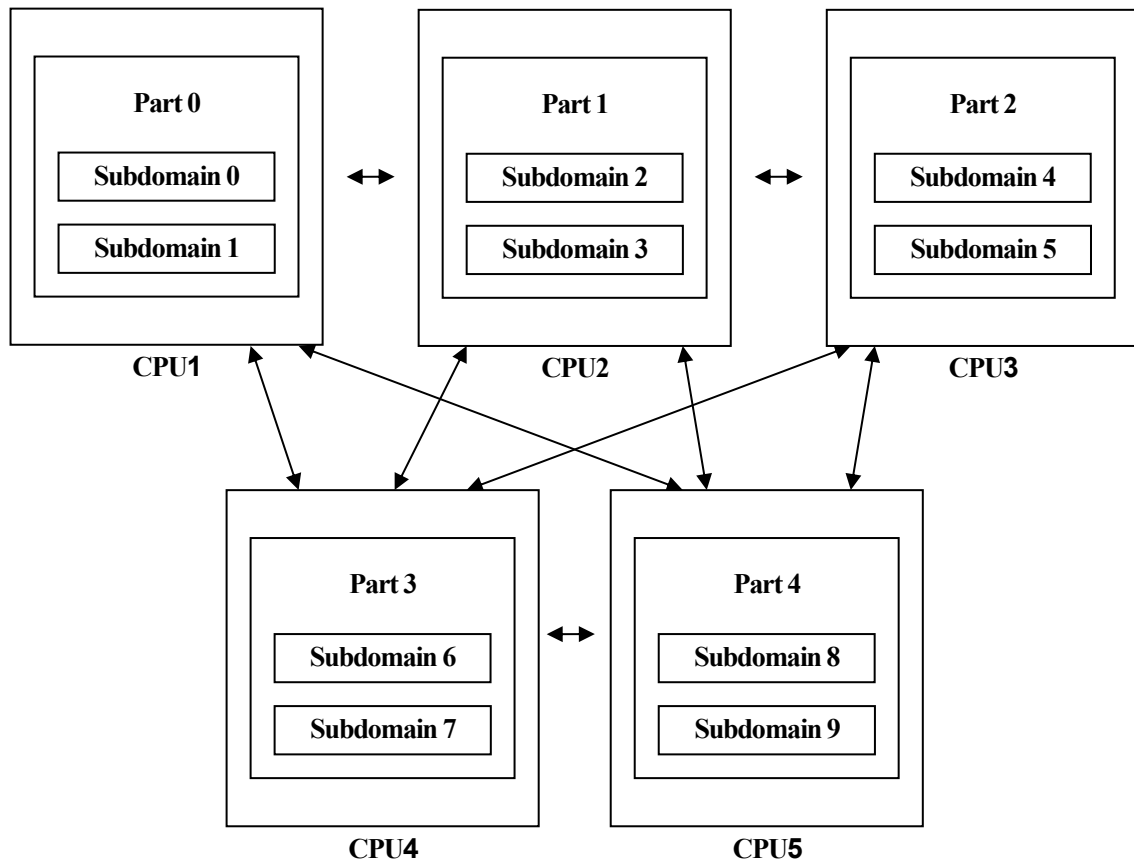 Part 0
Subdomain 0
Subdomain 1
CPU1
Part 1
Subdomain 2
Subdomain 3
CPU2
Part 2
Subdomain 4
Subdomain 5
CPU3
Part 3
Subdomain 6
Subdomain 7
CPU4
Part 4
Subdomain 8
Subdomain 9
CPU5